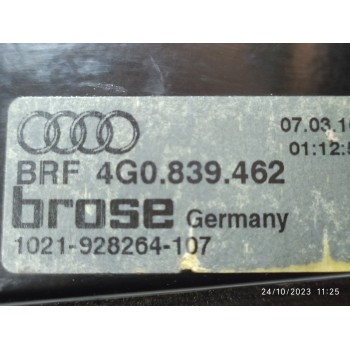 07.03.1
01:12:5
BRF 4G0.839.462
brose Germany
1021-928264-107
24/10/2023 11:25